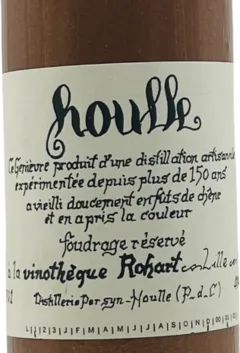 houlle
Ce Genièvre produit d'une distillation artisanale
expérimentée depuis plus de 150 ans
a vieilli doucement en fûts de chêne
et en a pris la couleur
foudrage réservé
à la vinothèque Rohart Lille
Distillerie Persyn-Houlle (P-d-C)
J F M A M J J A S O